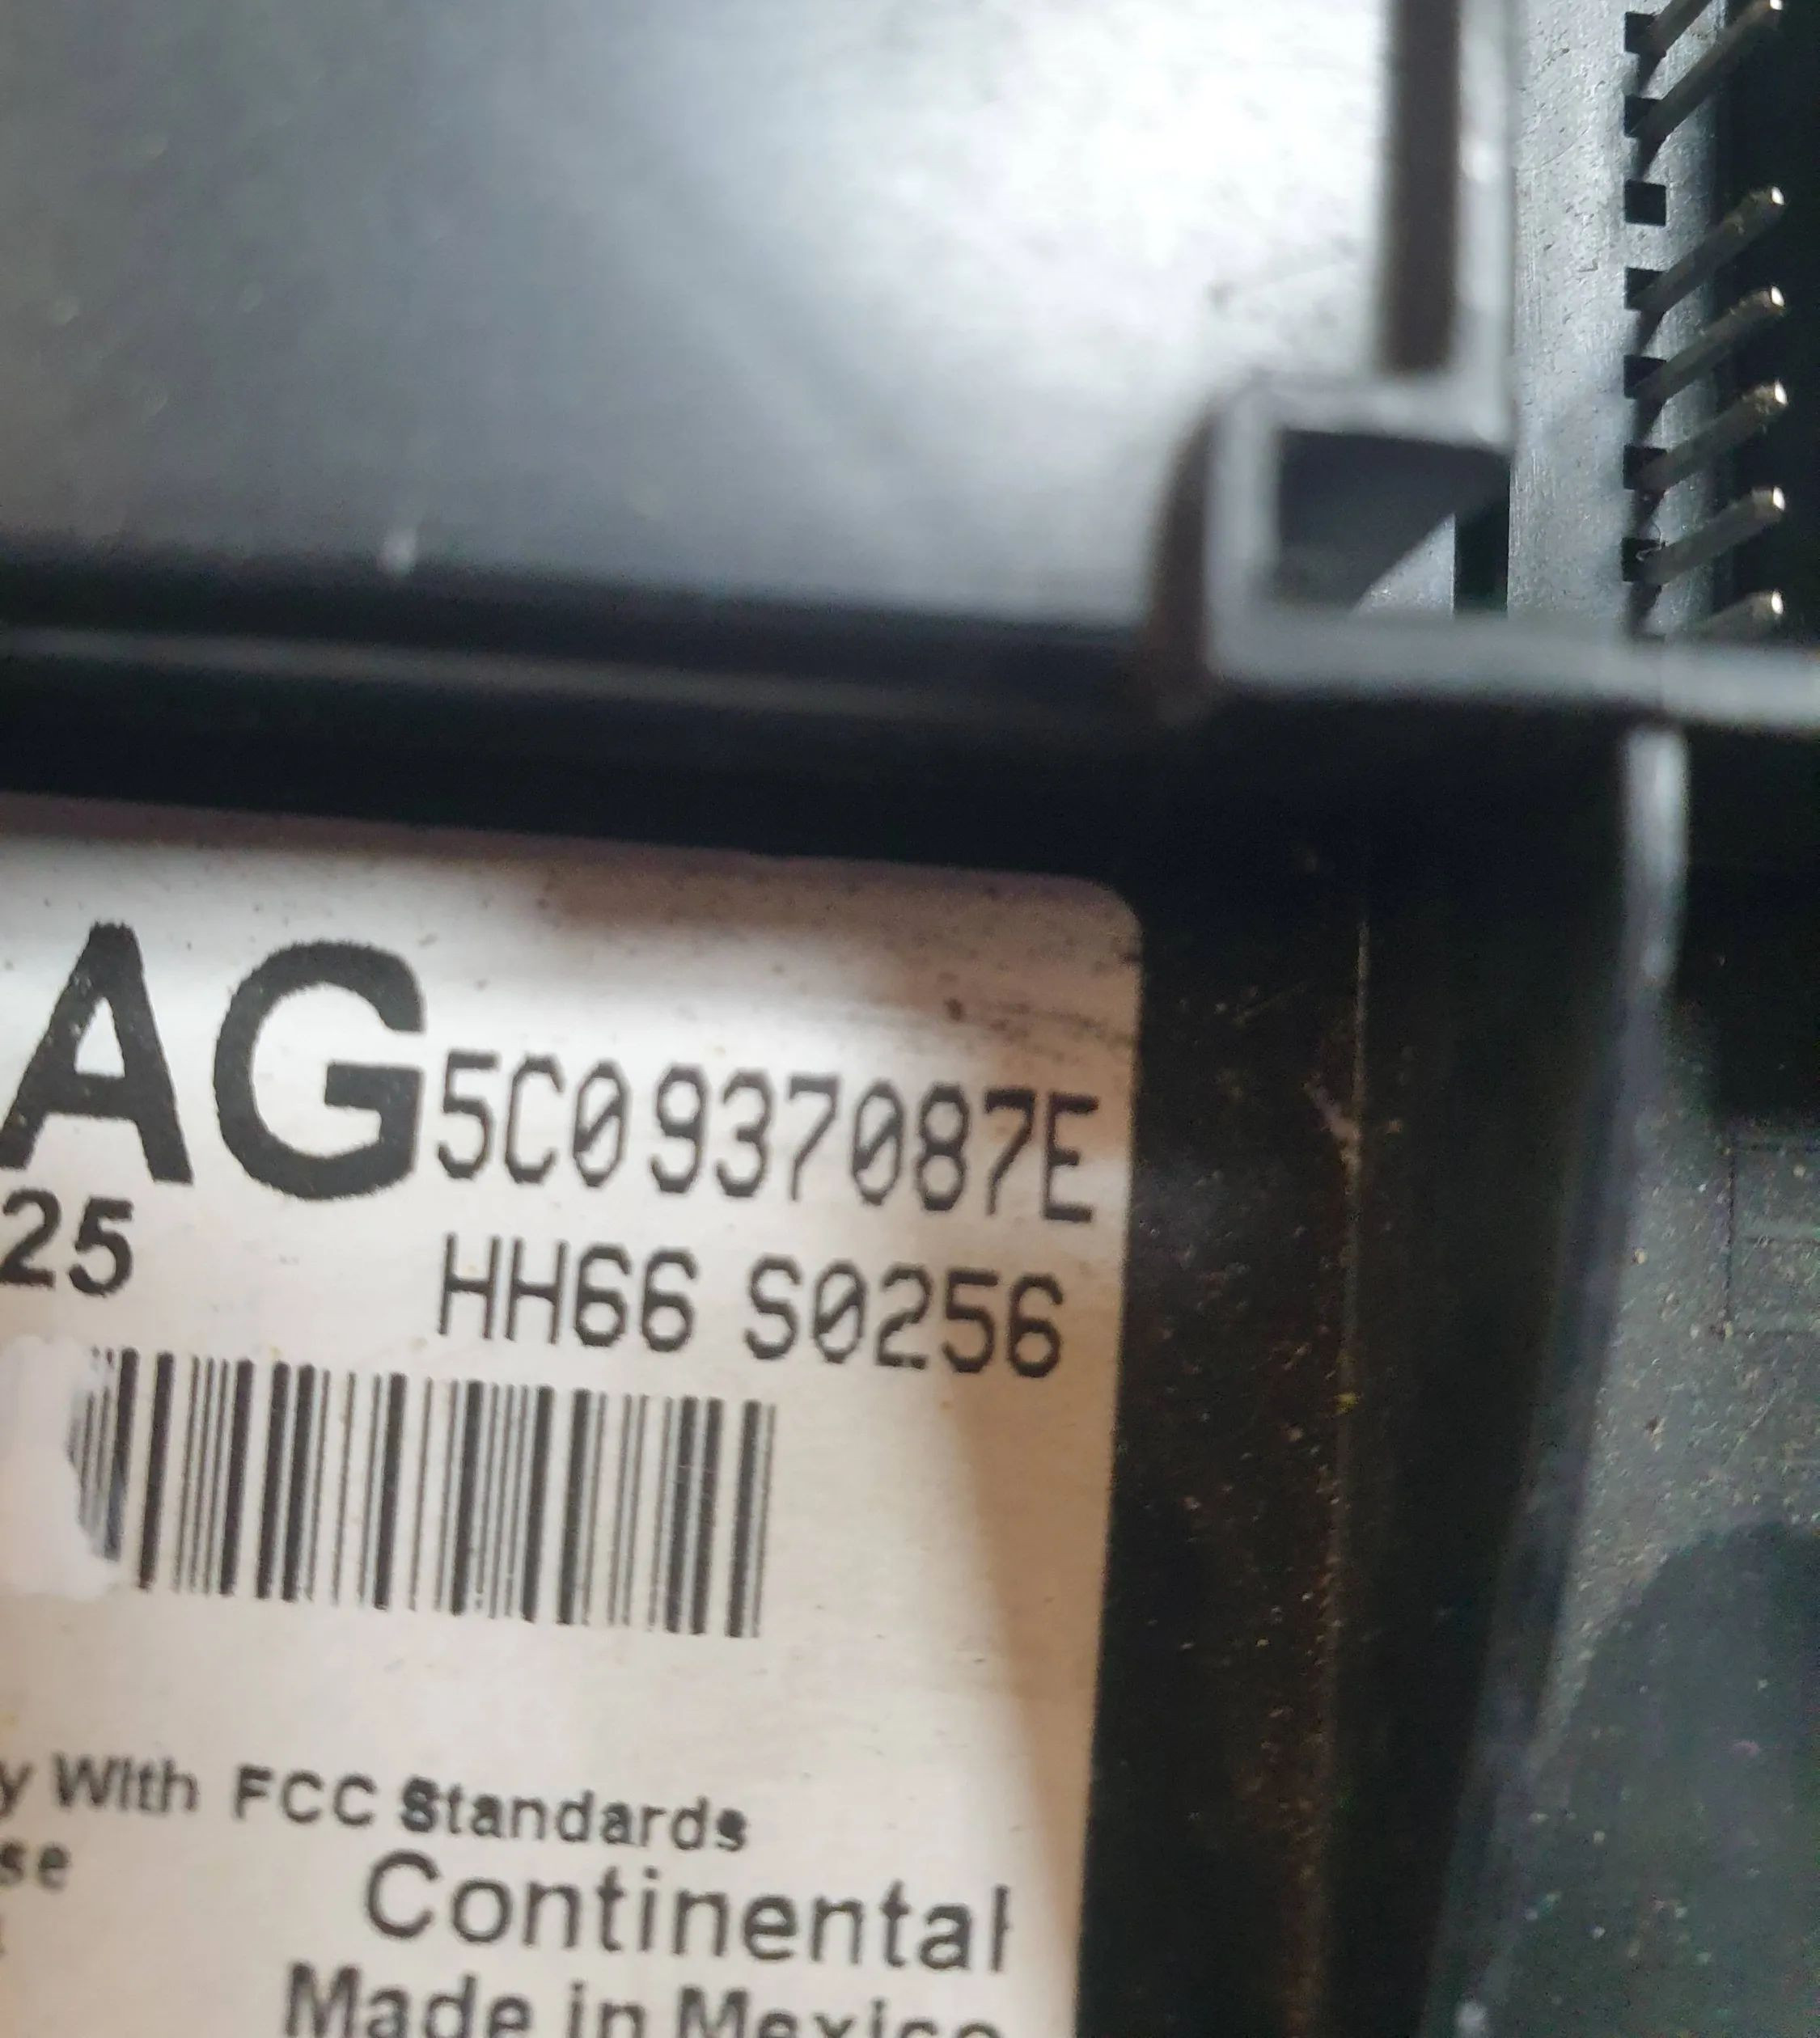 AG 5C0937087E
25 HH66 S0256
y With FCC Standards
se
Continental
Made in Mexico